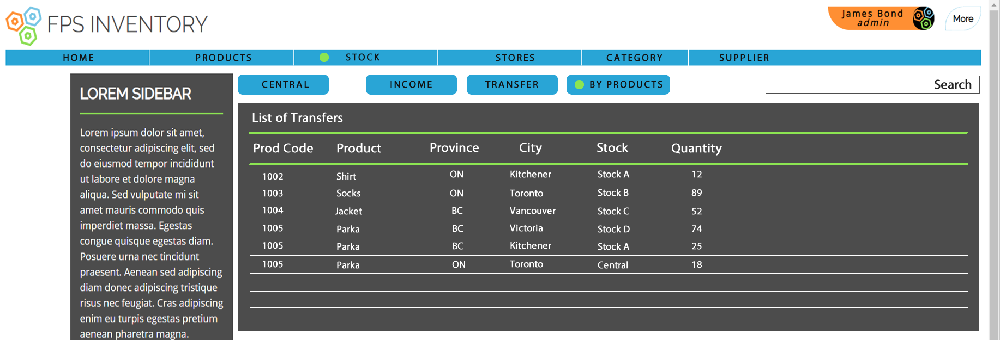 FPS INVENTORY
James Bond
admin
More
HOME PRODUCTS STOCK STORES CATEGORY SUPPLIER
CENTRAL INCOME TRANSFER BY PRODUCTS
Search
LOREM SIDEBAR
Lorem ipsum dolor sit amet,
consectetur adipiscing elit, sed
do eiusmod tempor incididunt
ut labore et dolore magna
aliqua. Sed vulputate mi sit
amet mauris commodo quis
imperdiet massa. Egestas
congue quisque egestas diam.
Posuere urna nec tincidunt
praesent. Aenean sed adipiscing
diam donec adipiscing tristique
risus nec feugiat. Cras adipiscing
enim eu turpis egestas pretium
aenean pharetra magna.
List of Transfers
Prod Code Product Province City Stock Quantity
1002 Shirt ON Kitchener Stock A 12
1003 Socks ON Toronto Stock B 89
1004 Jacket BC Vancouver Stock C 52
1005 Parka BC Victoria Stock D 74
1005 Parka BC Kitchener Stock A 25
1005 Parka ON Toronto Central 18